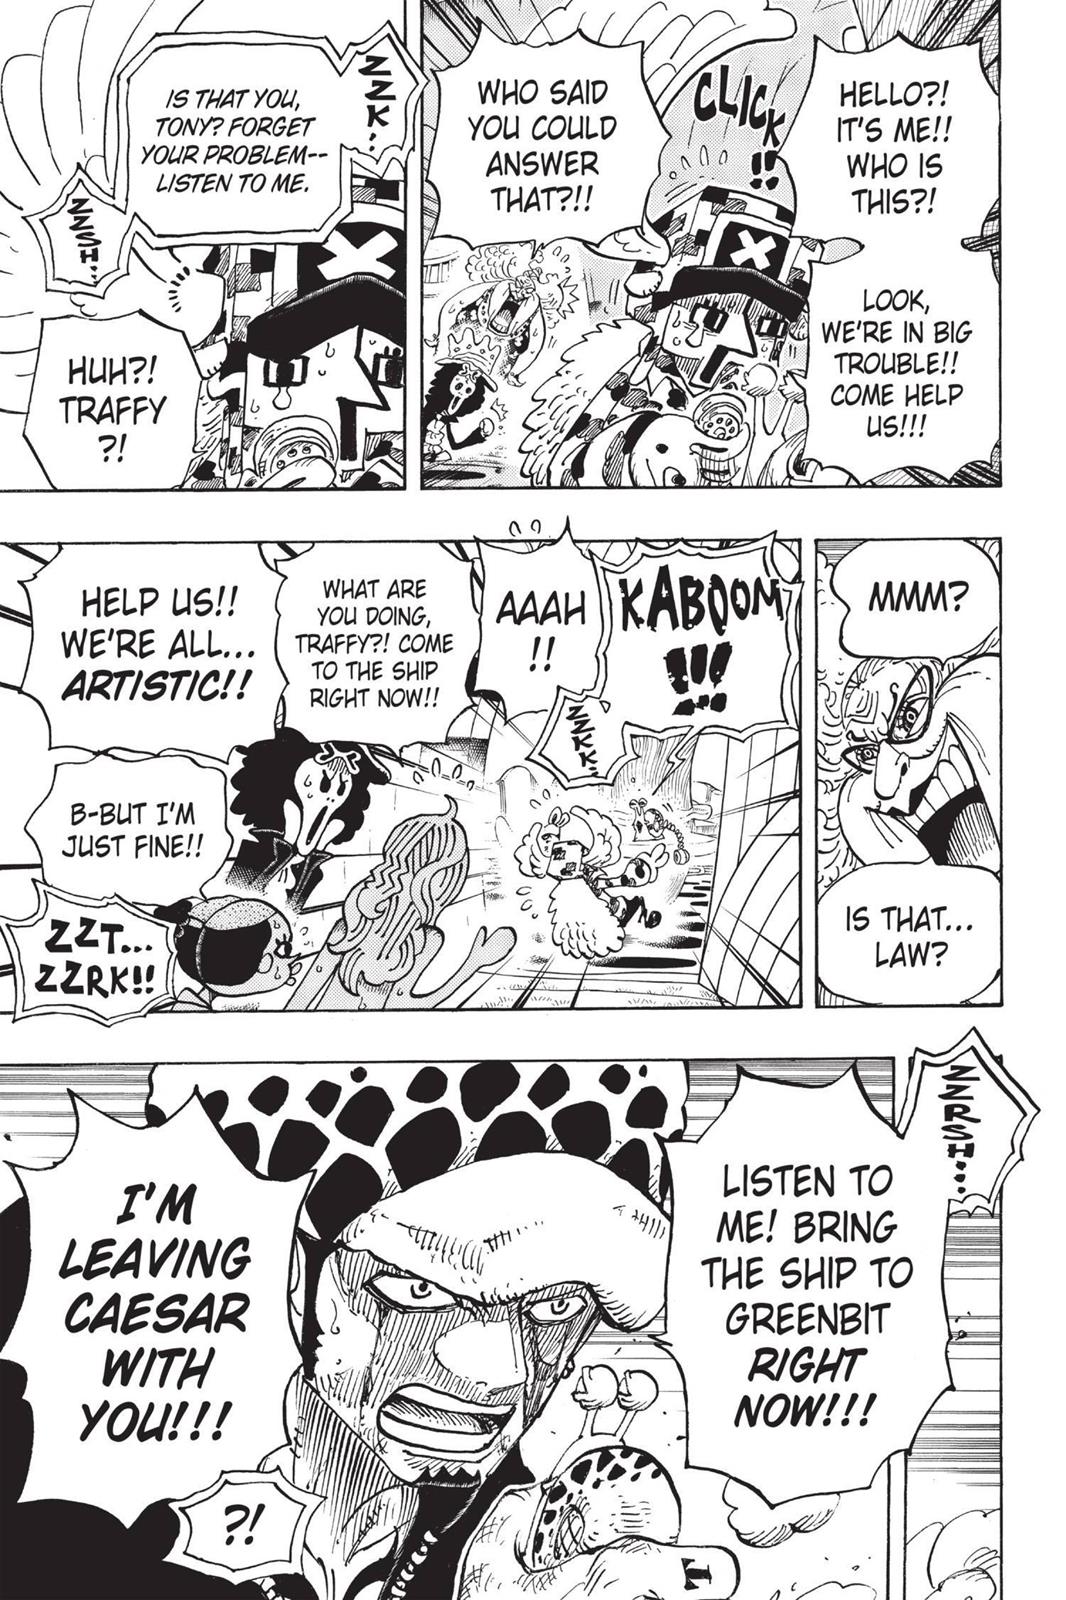 HELLO?!
IT'S ME!!
WHO IS
THIS?!
LOOK,
WE'RE IN BIG
TROUBLE!!
COME HELP
US!!!
CLICK!!
WHO SAID
YOU COULD
ANSWER
THAT?!!
ZZK..
IS THAT YOU,
TONY? FORGET
YOUR PROBLEM--
LISTEN TO ME.
ZZSH...
HUH?!
TRAFFY
?!
MMM?
IS THAT...
LAW?
KABOOM
!!!
ZZKK..
AAAH
!!
WHAT ARE
YOU DOING,
TRAFFY?! COME
TO THE SHIP
RIGHT NOW!!
HELP US!!
WE'RE ALL...
ARTISTIC!!
B-BUT I'M
JUST FINE!!
ZZT...
ZZRK!!
ZZRSH...
LISTEN TO
ME! BRING
THE SHIP TO
GREENBIT
RIGHT
NOW!!!
I'M
LEAVING
CAESAR
WITH
YOU!!!
?!